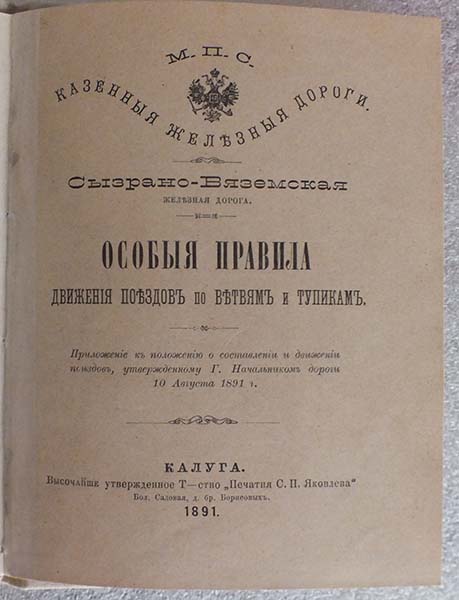 М. П. С.
КАЗЕННЫЯ ЖЕЛѢЗНЫЯ ДОРОГИ.
Сызрано-Вяземская
ЖЕЛѢЗНАЯ ДОРОГА.
ОСОБЫЯ ПРАВИЛА
ДВИЖЕНІЯ ПОѢЗДОВЪ ПО ВѢТВЯМЪ И ТУПИКАМЪ.
Приложеніе къ положенію о составленіи и движеніи
поѣздовъ, утвержденному Г. Начальникомъ дороги
10 Августа 1891 г.
КАЛУГА.
Высочайше утвержденное Т—ство „Печатня С. П. Яковлева“
Бол. Садовая, д. бр. Борисовыхъ.
1891.